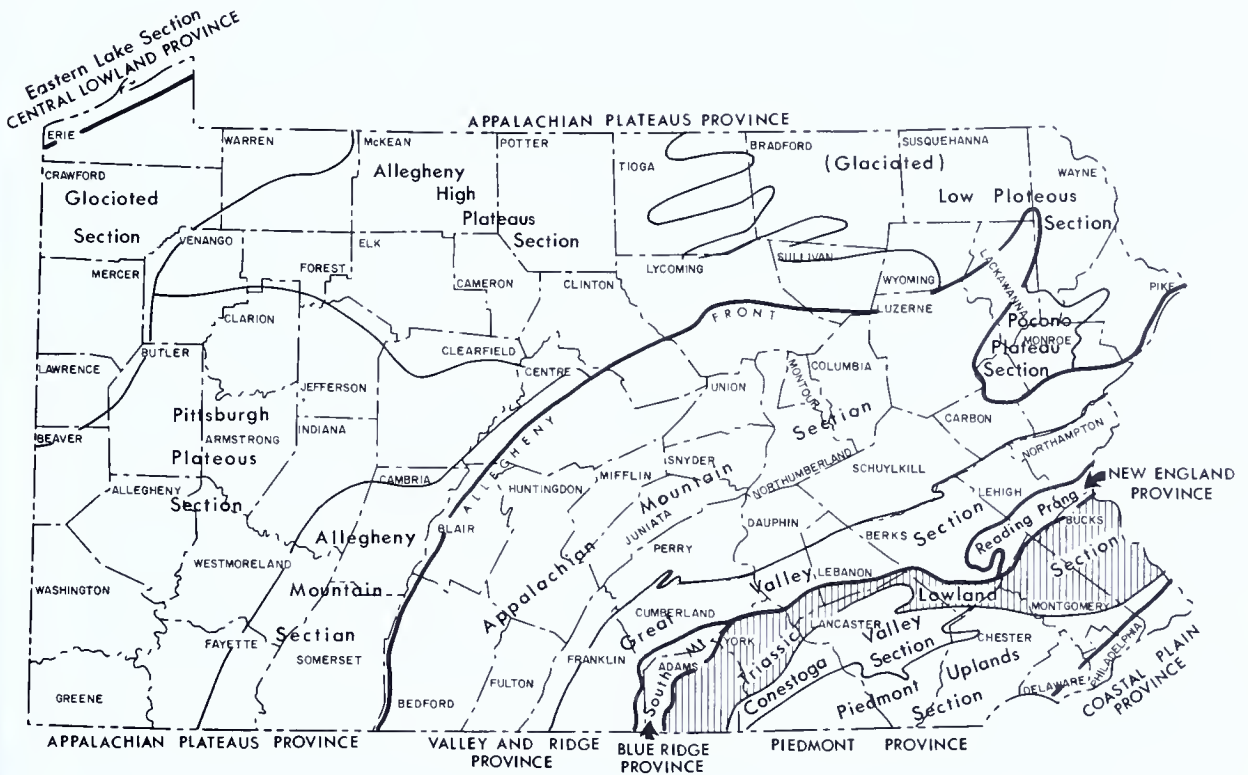 Eastern Lake Section
CENTRAL LOWLAND PROVINCE
APPALACHIAN PLATEAUS PROVINCE
ERIE
WARREN
McKEAN
POTTER
TIOGA
BRADFORD
SUSQUEHANNA
WAYNE
CRAWFORD
Glocioted
Section
Allegheny
High
Plateaus
Section
(Glaciated)
Low Ploteous
Section
VENANGO
MERCER
FOREST
ELK
CAMERON
CLINTON
LYCOMING
SULLIVAN
WYOMING
LACKAWANNA
PIKE
CLARION
LUZERNE
Pocono
MONROE
Plateau
Section
LAWRENCE
BUTLER
JEFFERSON
CLEARFIELD
CENTRE
ALLEGHENY FRONT
UNION
MONTOUR
COLUMBIA
CARBON
NORTHAMPTON
BEAVER
Pittsburgh
ARMSTRONG
INDIANA
Plateous
Section
ALLEGHENY
CAMBRIA
BLAIR
HUNTINGDON
MIFFLIN
SNYDER
JUNIATA
NORTHUMBERLAND
SCHUYLKILL
LEHIGH
Appalachian Mountain Section
NEW ENGLAND
PROVINCE
Reading Prong
BUCKS
WASHINGTON
WESTMORELAND
Allegheny
Mountain
Sectian
FAYETTE
SOMERSET
BEDFORD
FULTON
FRANKLIN
PERRY
DAUPHIN
CUMBERLAND
LEBANON
BERKS
Great Valley Section
GREENE
ADAMS
YORK
LANCASTER
CHESTER
MONTGOMERY
DELAWARE
PHILADELPHIA
South Mts
Triassic Lowland Section
Conestoga Valley
Section
Piedmont Uplands
Section
COASTAL PLAIN
PROVINCE
APPALACHIAN PLATEAUS PROVINCE
VALLEY AND RIDGE
PROVINCE
BLUE RIDGE
PROVINCE
PIEDMONT PROVINCE